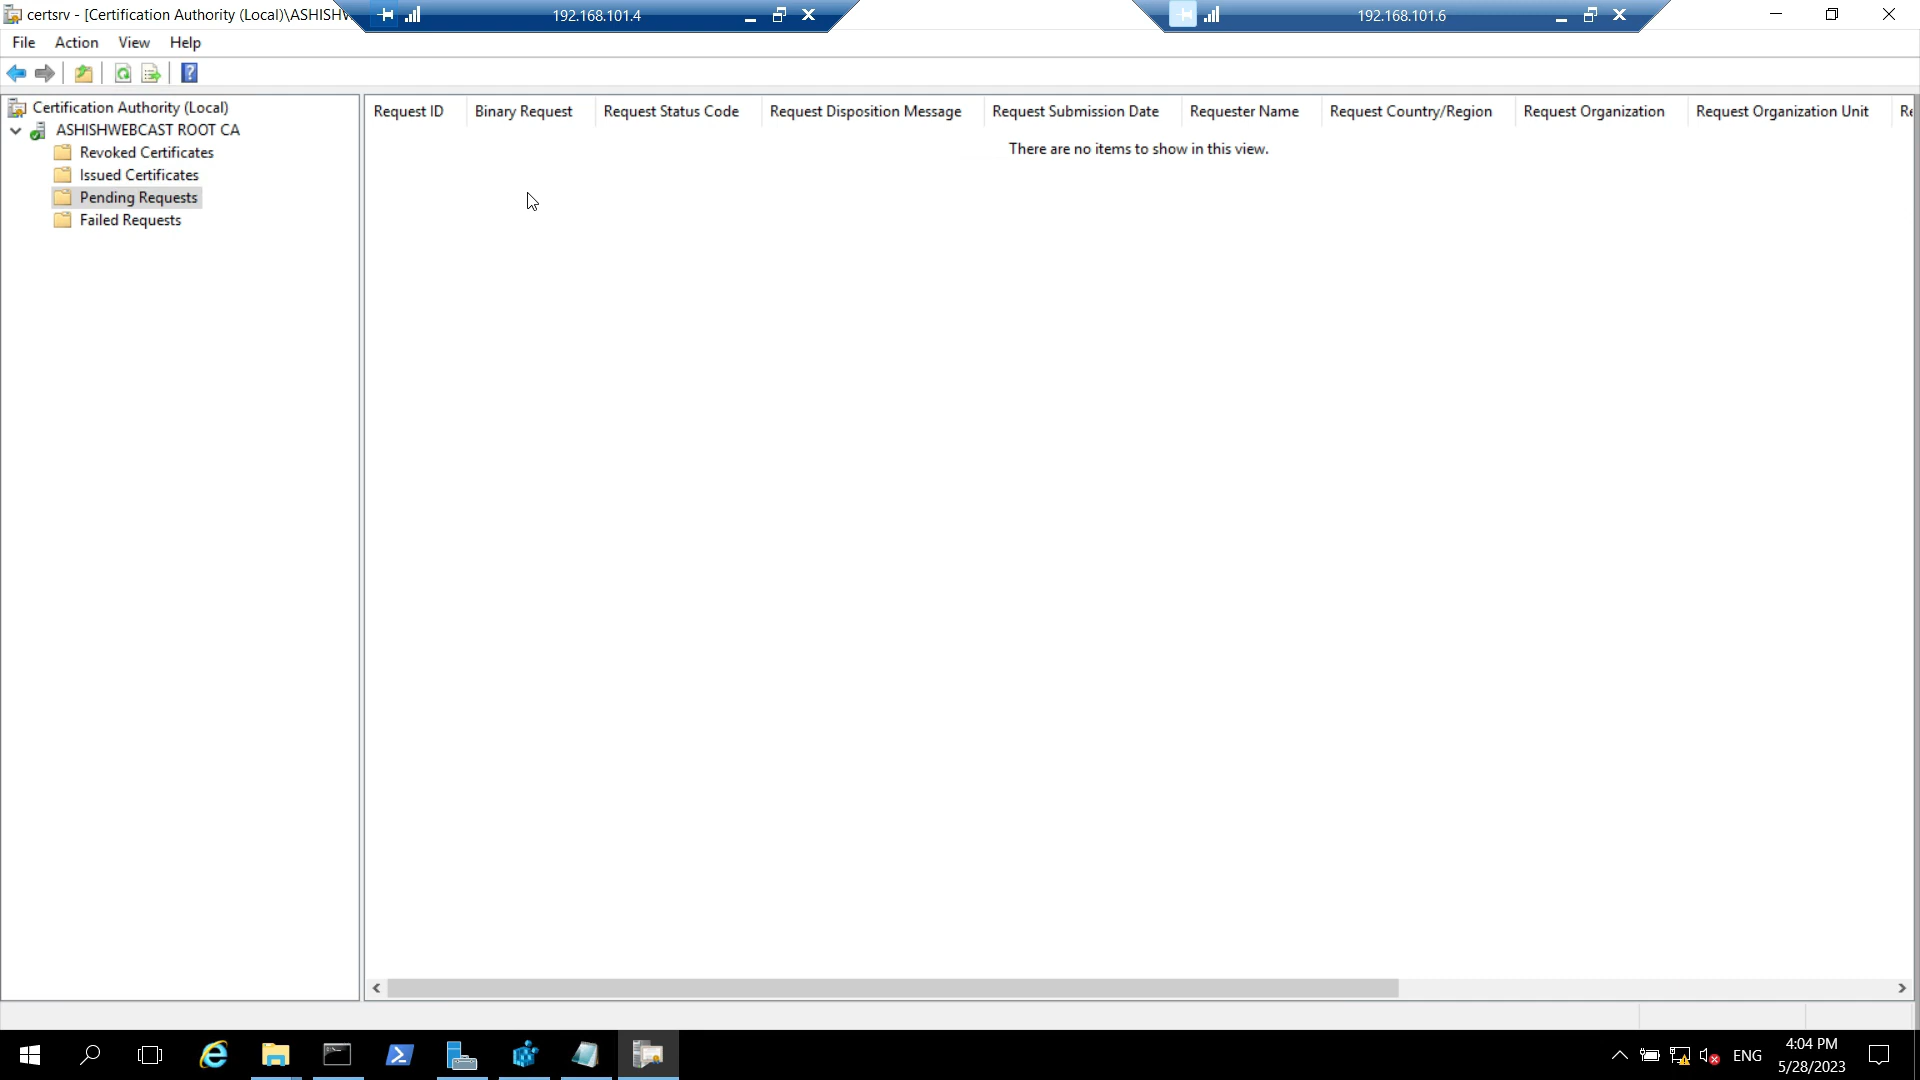 certsrv - [Certification Authority (Local)\ASHISHW
192.168.101.4
192.168.101.6
File Action View Help
Certification Authority (Local)
ASHISHWEBCAST ROOT CA
Revoked Certificates
Issued Certificates
Pending Requests
Failed Requests
Request ID Binary Request Request Status Code Request Disposition Message Request Submission Date Requester Name Request Country/Region Request Organization Request Organization Unit
There are no items to show in this view.
ENG
4:04 PM
5/28/2023